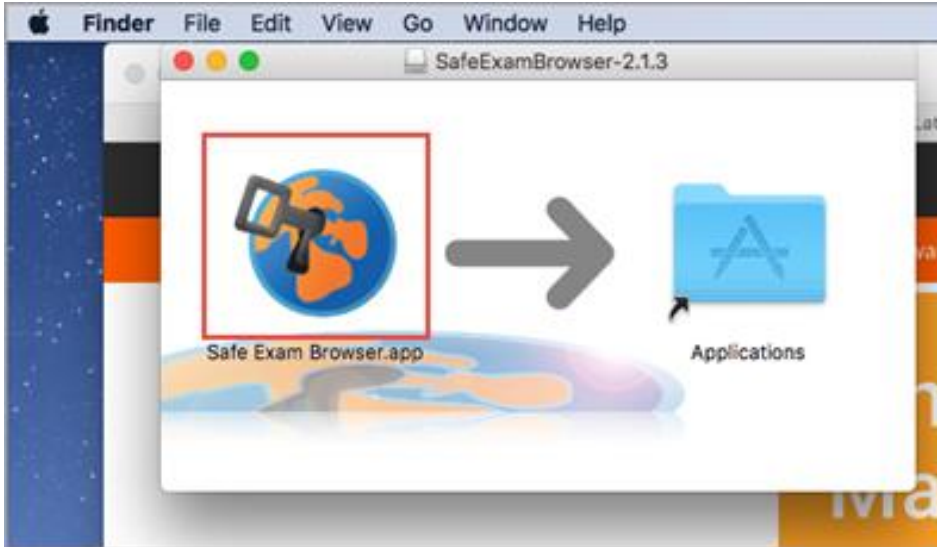 Finder File Edit View Go Window Help
SafeExamBrowser-2.1.3
Safe Exam Browser.app
Applications